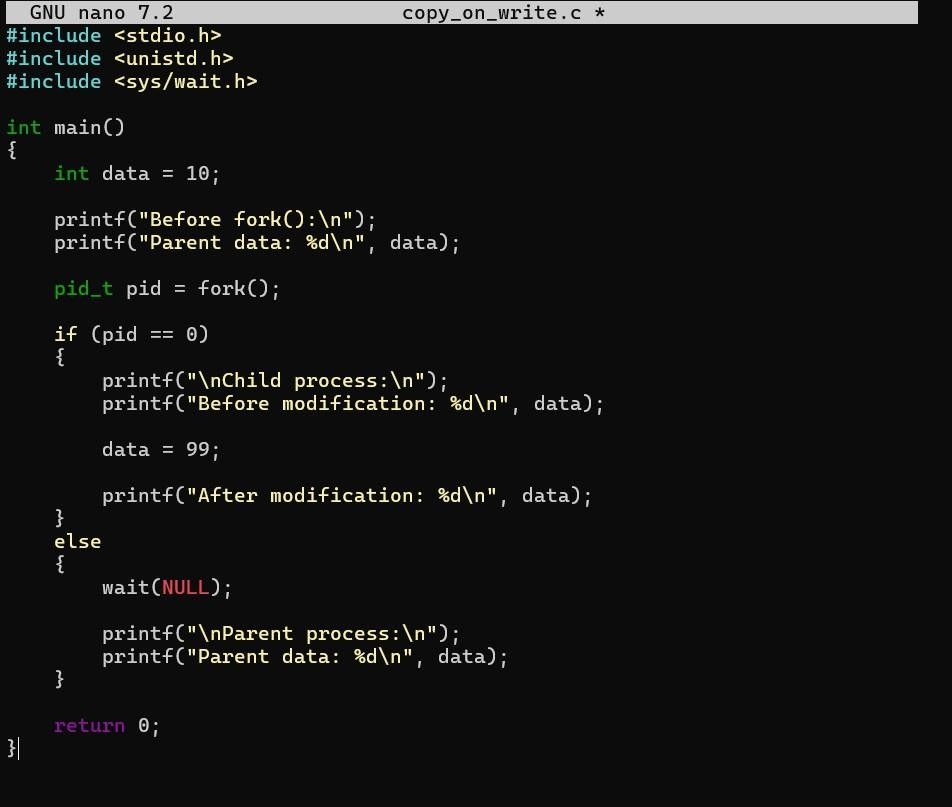 GNU nano 7.2 copy_on_write.c *
#include <stdio.h>
#include <unistd.h>
#include <sys/wait.h>
int main()
{
    int data = 10;
    printf("Before fork():\n");
    printf("Parent data: %d\n", data);
    pid_t pid = fork();
    if (pid == 0)
    {
        printf("\nChild process:\n");
        printf("Before modification: %d\n", data);
        data = 99;
        printf("After modification: %d\n", data);
    }
    else
    {
        wait(NULL);
        printf("\nParent process:\n");
        printf("Parent data: %d\n", data);
    }
    return 0;
}